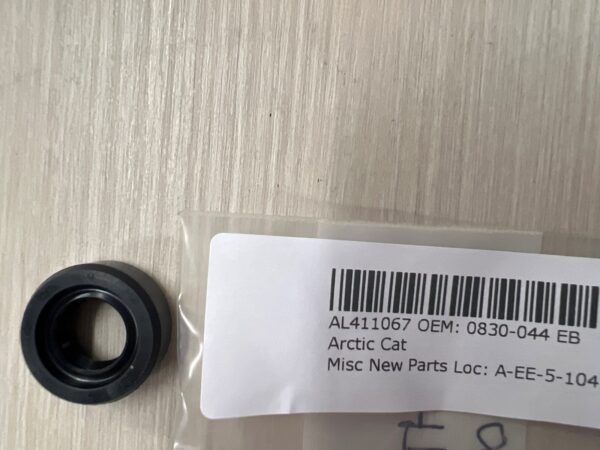 AL411067 OEM: 0830-044 EB
Arctic Cat
Misc New Parts Loc: A-EE-5-104